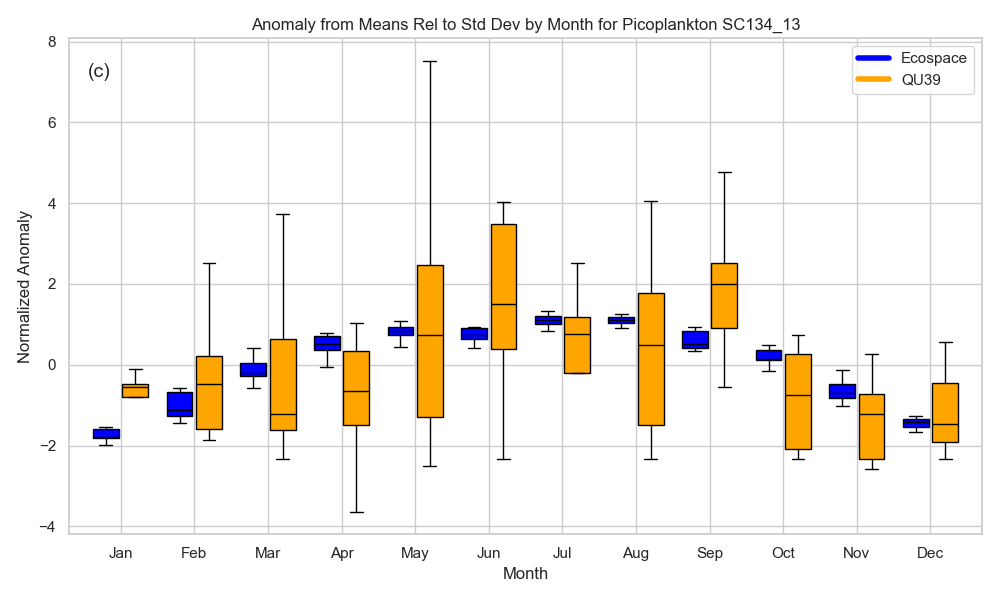 Anomaly from Means Rel to Std Dev by Month for Picoplankton SC134_13
(c)
Ecospace
QU39
Normalized Anomaly
8
6
4
2
0
−2
−4
Jan Feb Mar Apr May Jun Jul Aug Sep Oct Nov Dec
Month